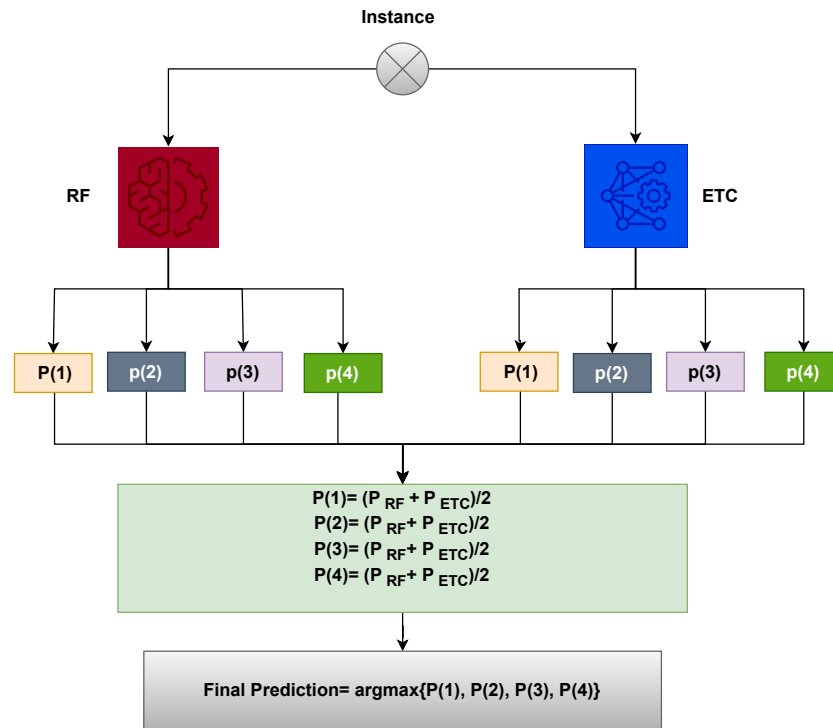 Instance
RF
ETC
P(1)
p(2)
p(3)
p(4)
P(1)
p(2)
p(3)
p(4)
P(1)= (P RF + P ETC)/2
P(2)= (P RF+ P ETC)/2
P(3)= (P RF+ P ETC)/2
P(4)= (P RF+ P ETC)/2
Final Prediction= argmax{P(1), P(2), P(3), P(4)}